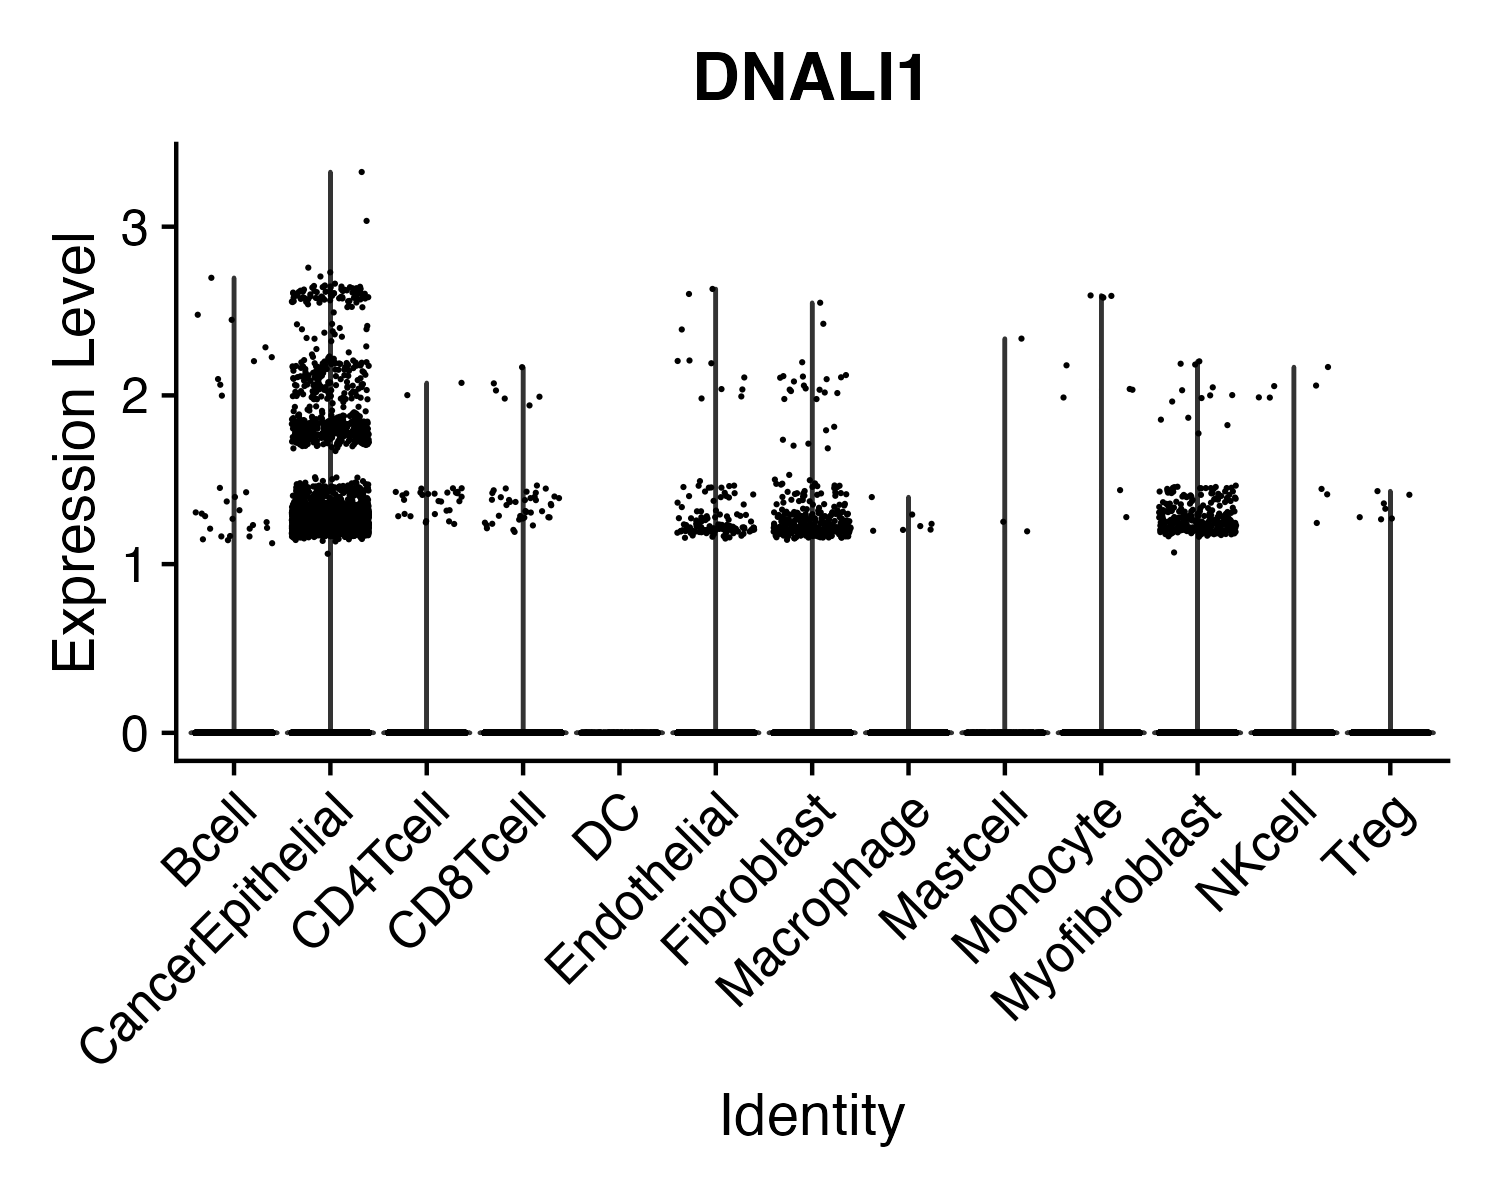 DNALI1
Expression Level
3
2
1
0
Bcell
CancerEpithelial
CD4Tcell
CD8Tcell
DC
Endothelial
Fibroblast
Macrophage
Mastcell
Monocyte
Myofibroblast
NKcell
Treg
Identity